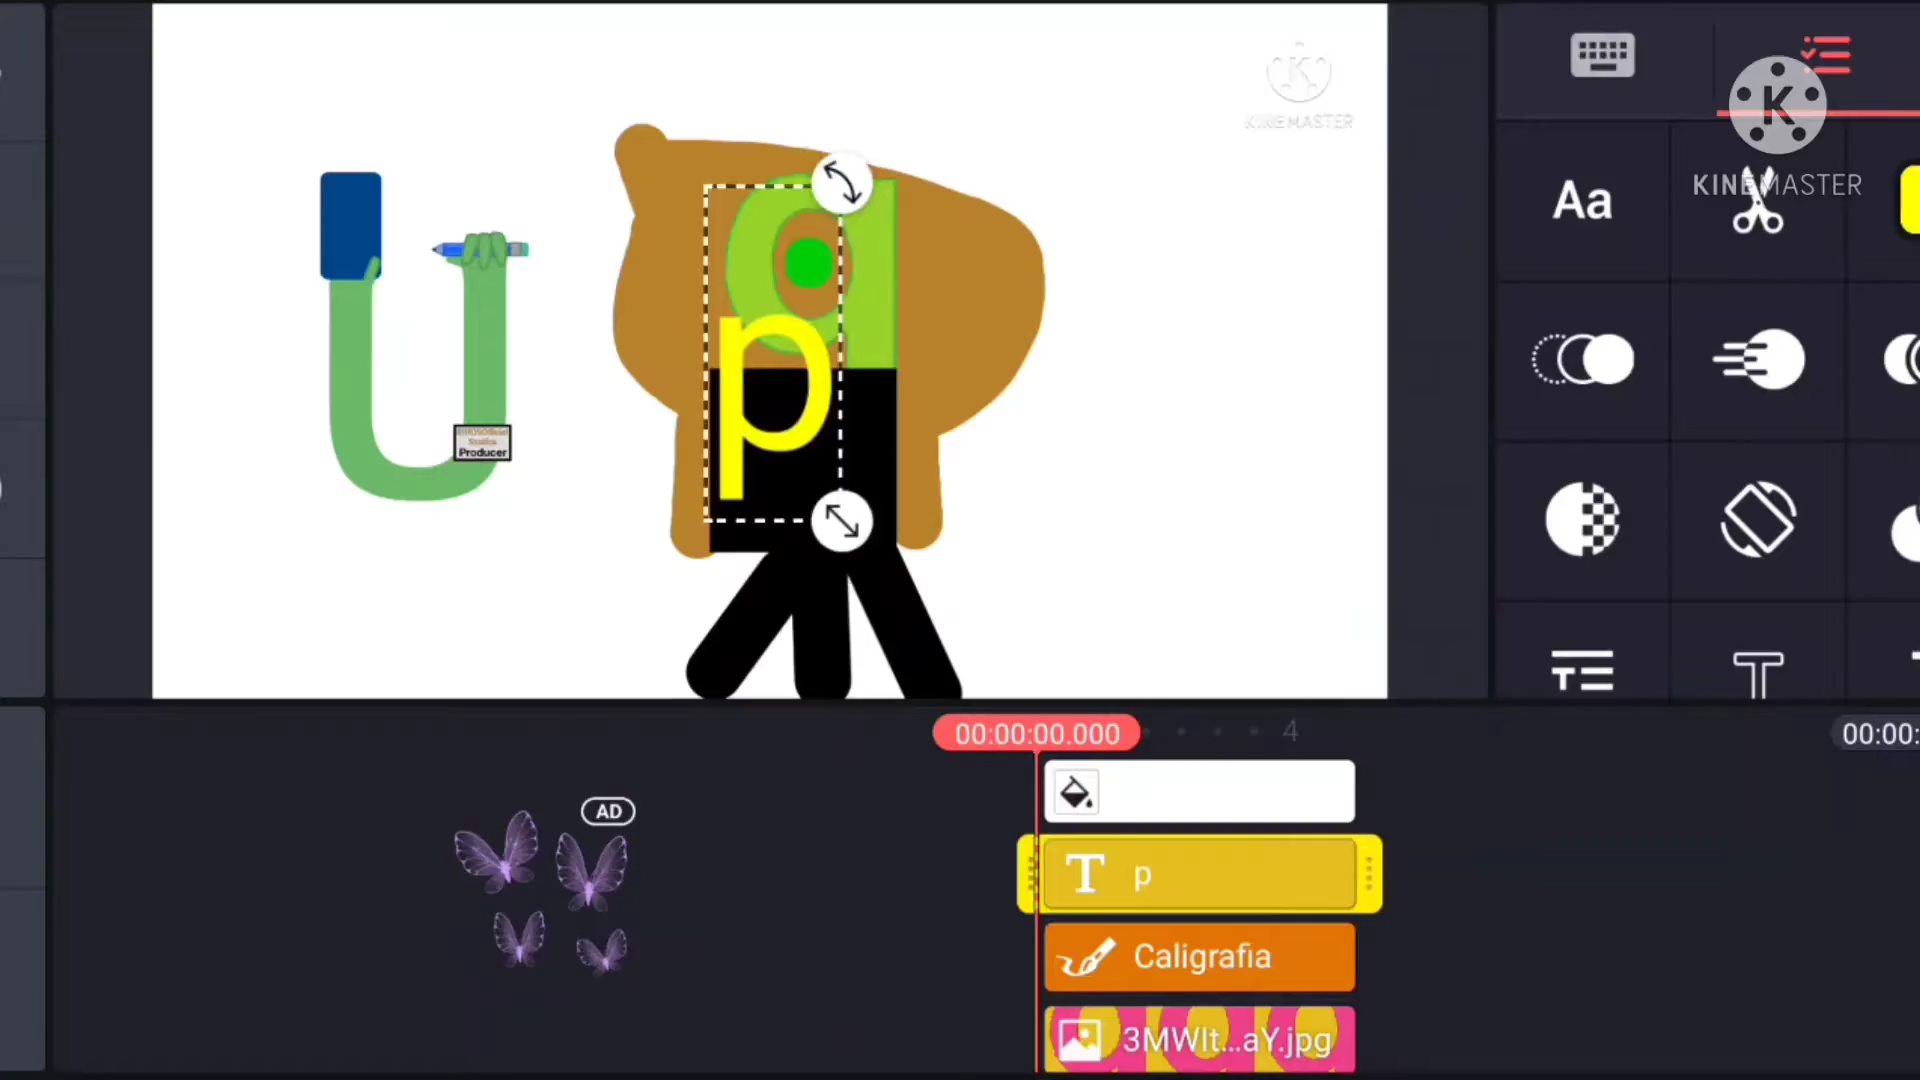 KINEMASTER
KINEMASTER
Aa
q
p
Producer
00:00:00.000
4
00:00:
AD
T p
Caligrafia
3MWIt...aY.jpg